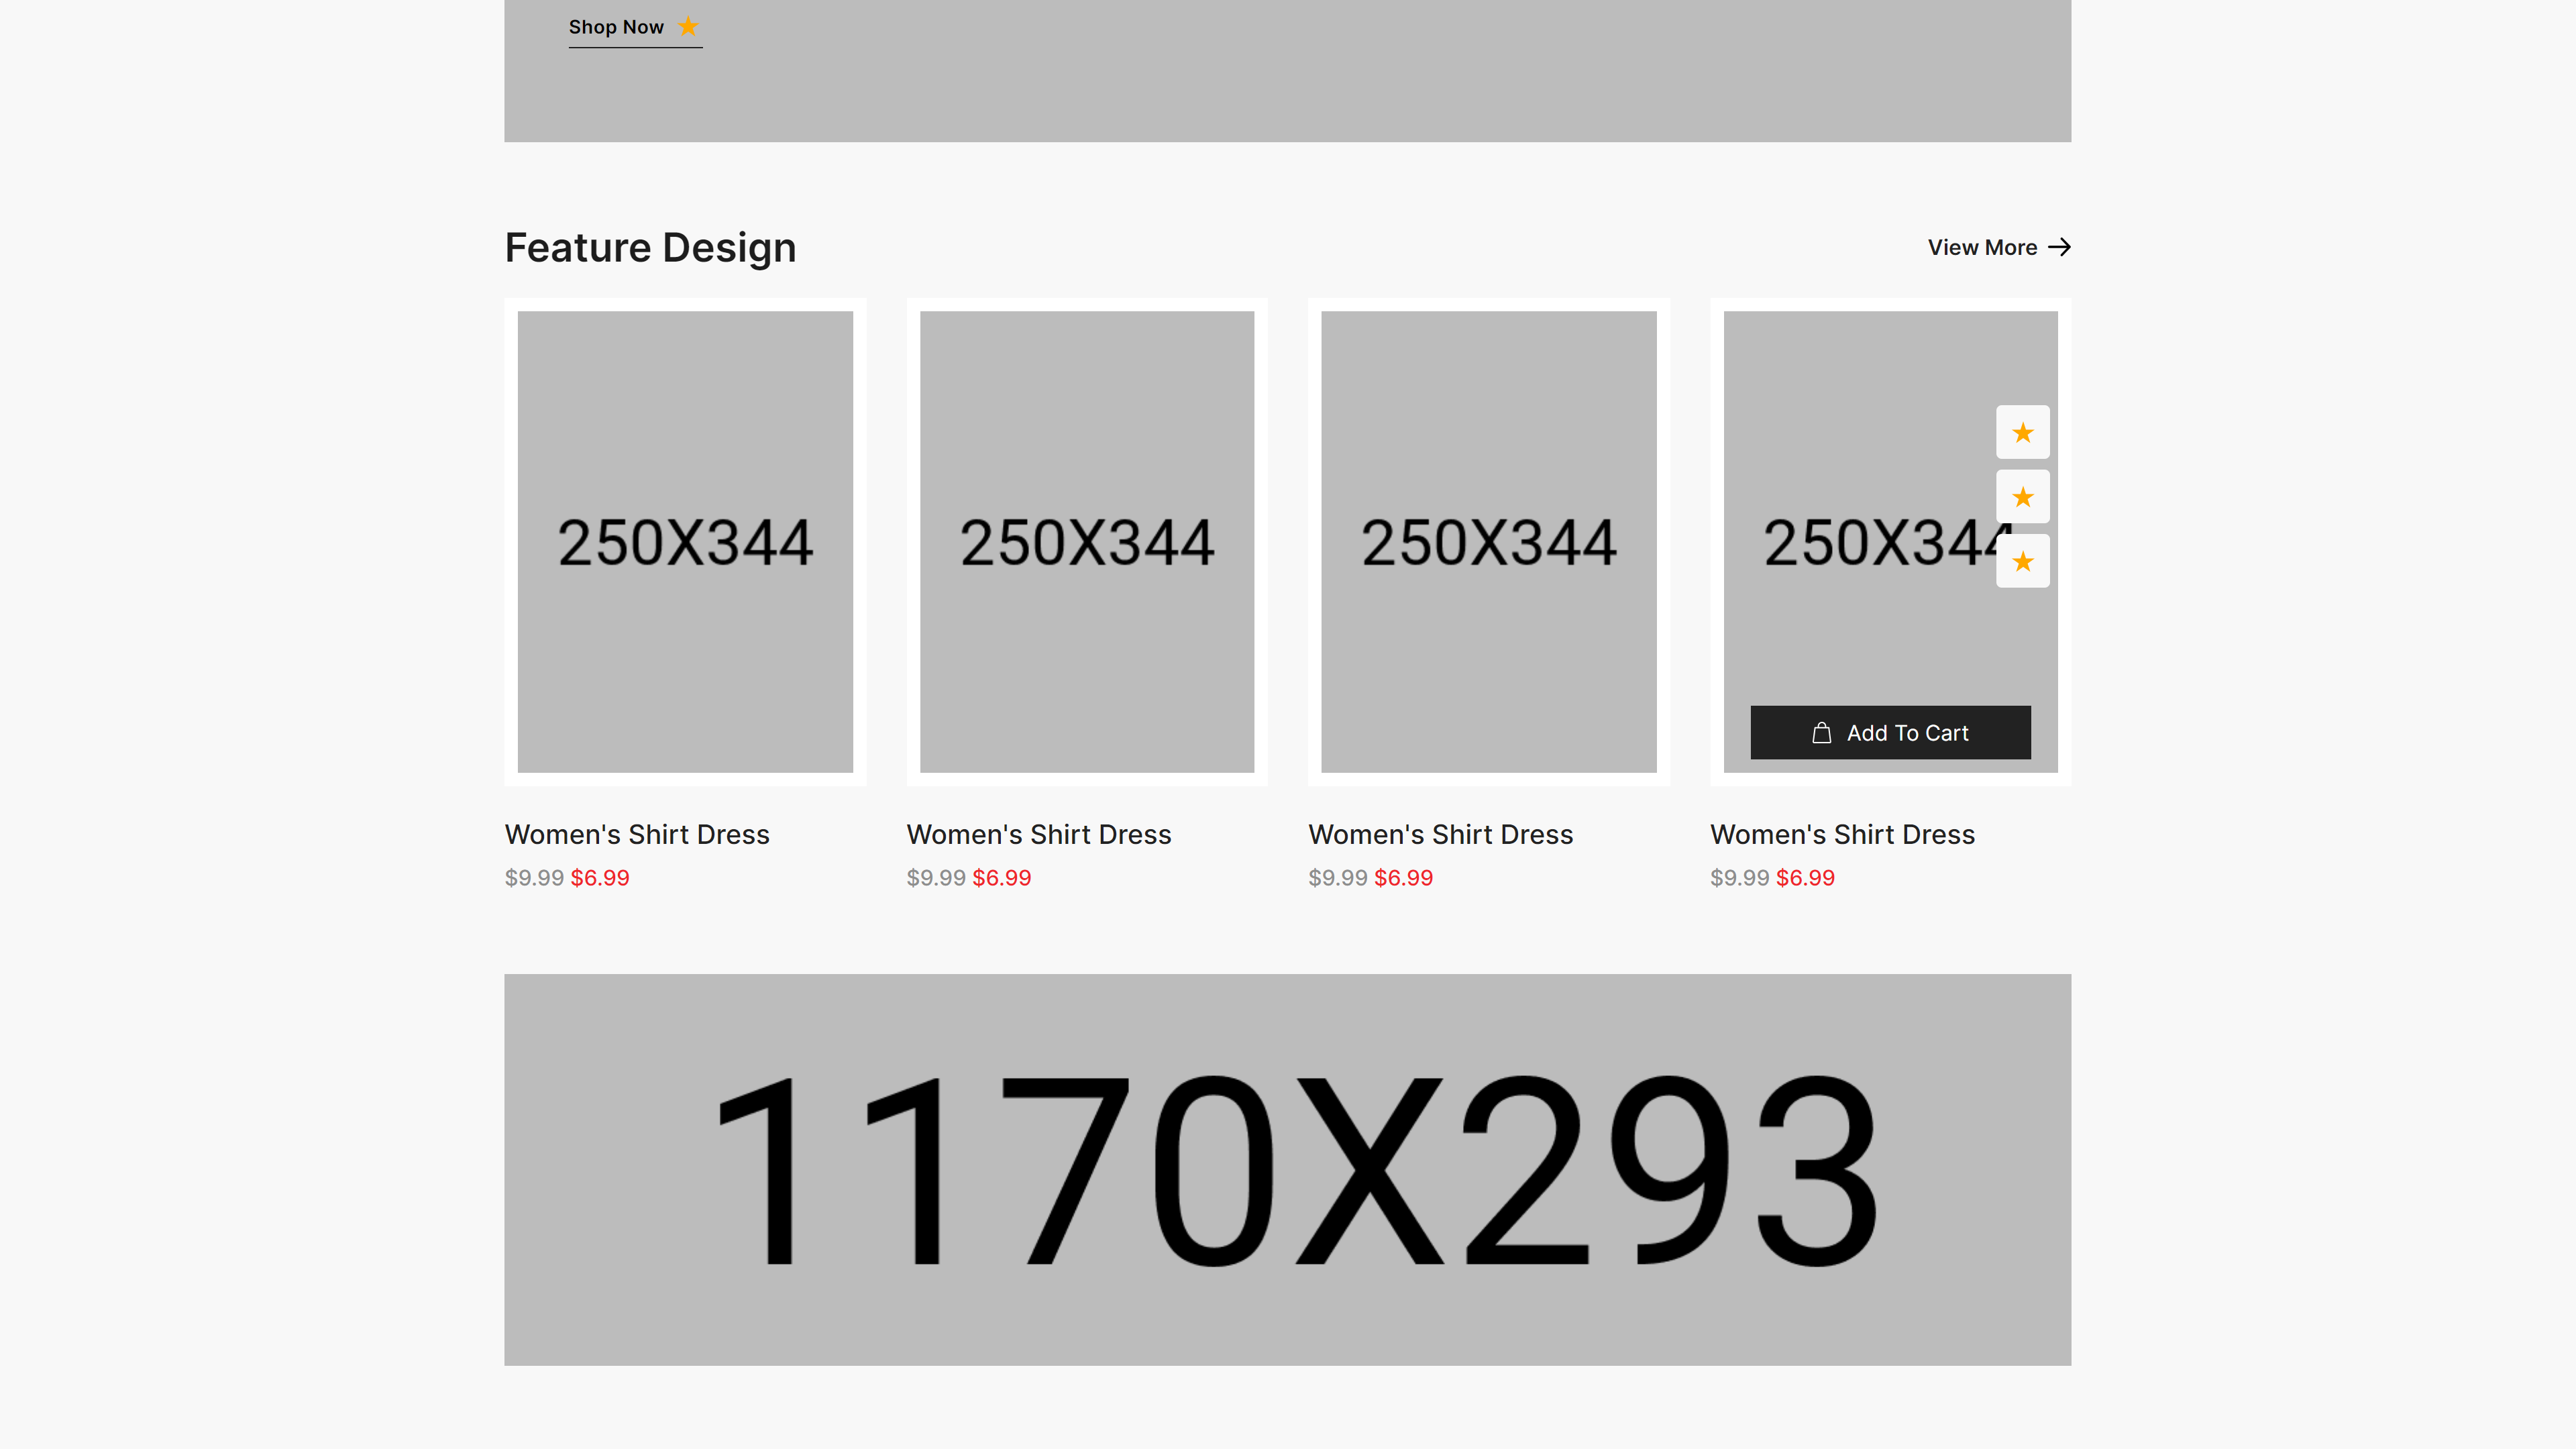 Shop Now
Feature Design
View More
250X344
250X344
250X344
250X344
Add To Cart
Women's Shirt Dress
$9.99 $6.99
Women's Shirt Dress
$9.99 $6.99
Women's Shirt Dress
$9.99 $6.99
Women's Shirt Dress
$9.99 $6.99
1170X293